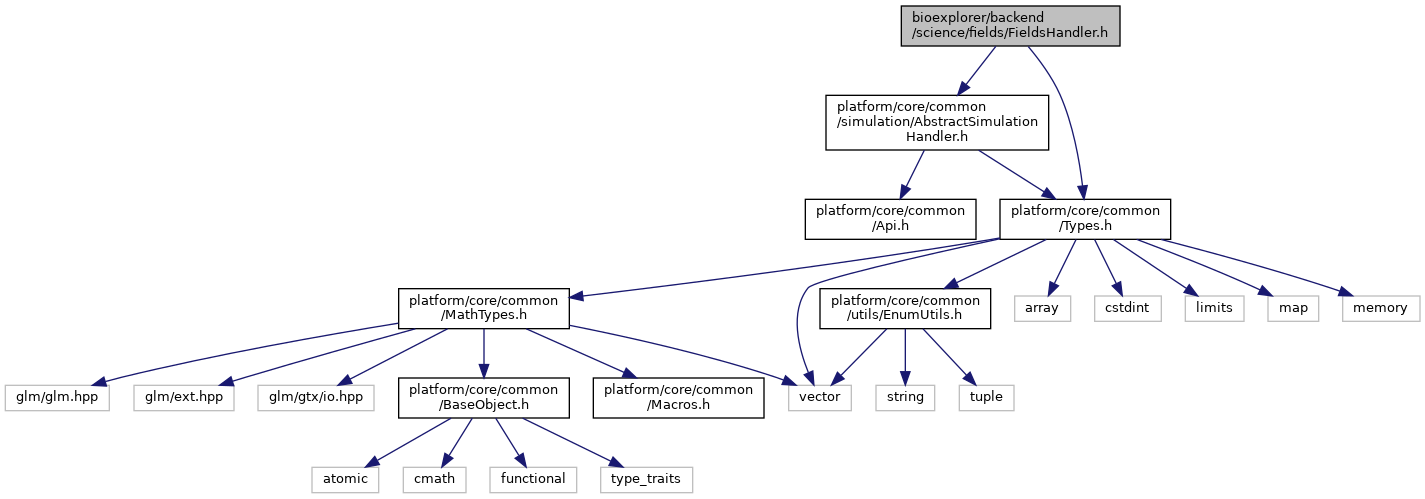 bioexplorer/backend
/science/fields/FieldsHandler.h
platform/core/common
/simulation/AbstractSimulation
Handler.h
platform/core/common
/Api.h
platform/core/common
/Types.h
platform/core/common
/MathTypes.h
platform/core/common
/utils/EnumUtils.h
array
cstdint
limits
map
memory
glm/glm.hpp
glm/ext.hpp
glm/gtx/io.hpp
platform/core/common
/BaseObject.h
platform/core/common
/Macros.h
vector
string
tuple
atomic
cmath
functional
type_traits